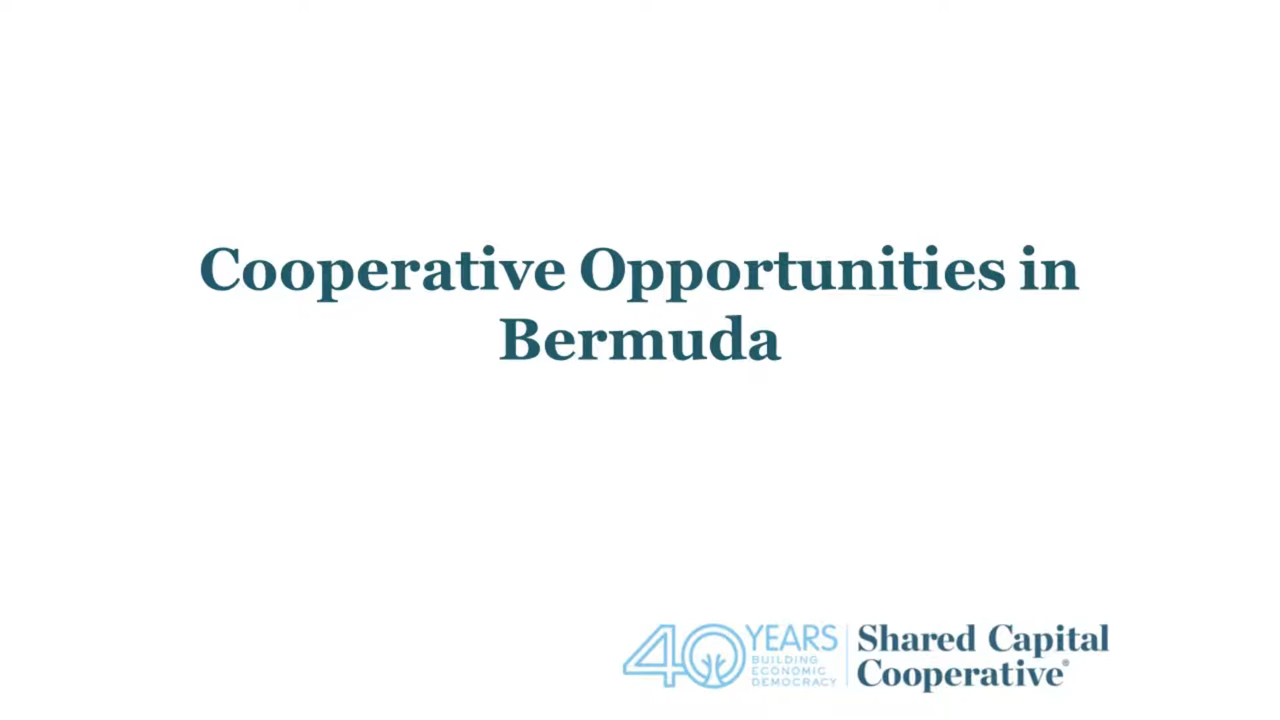 Cooperative Opportunities in
Bermuda
40 YEARS
BUILDING
ECONOMIC
DEMOCRACY
Shared Capital
Cooperative®